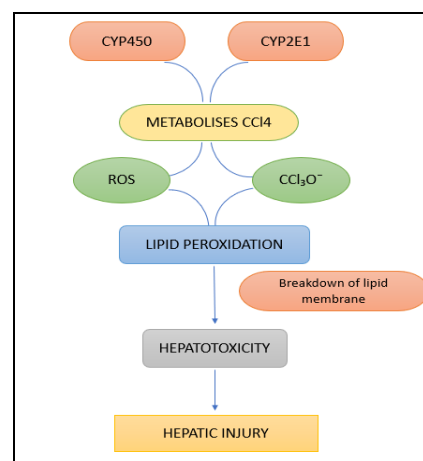 CYP450
CYP2E1
METABOLISES CCl4
ROS
CCl₃O⁻
LIPID PEROXIDATION
Breakdown of lipid
membrane
HEPATOTOXICITY
HEPATIC INJURY